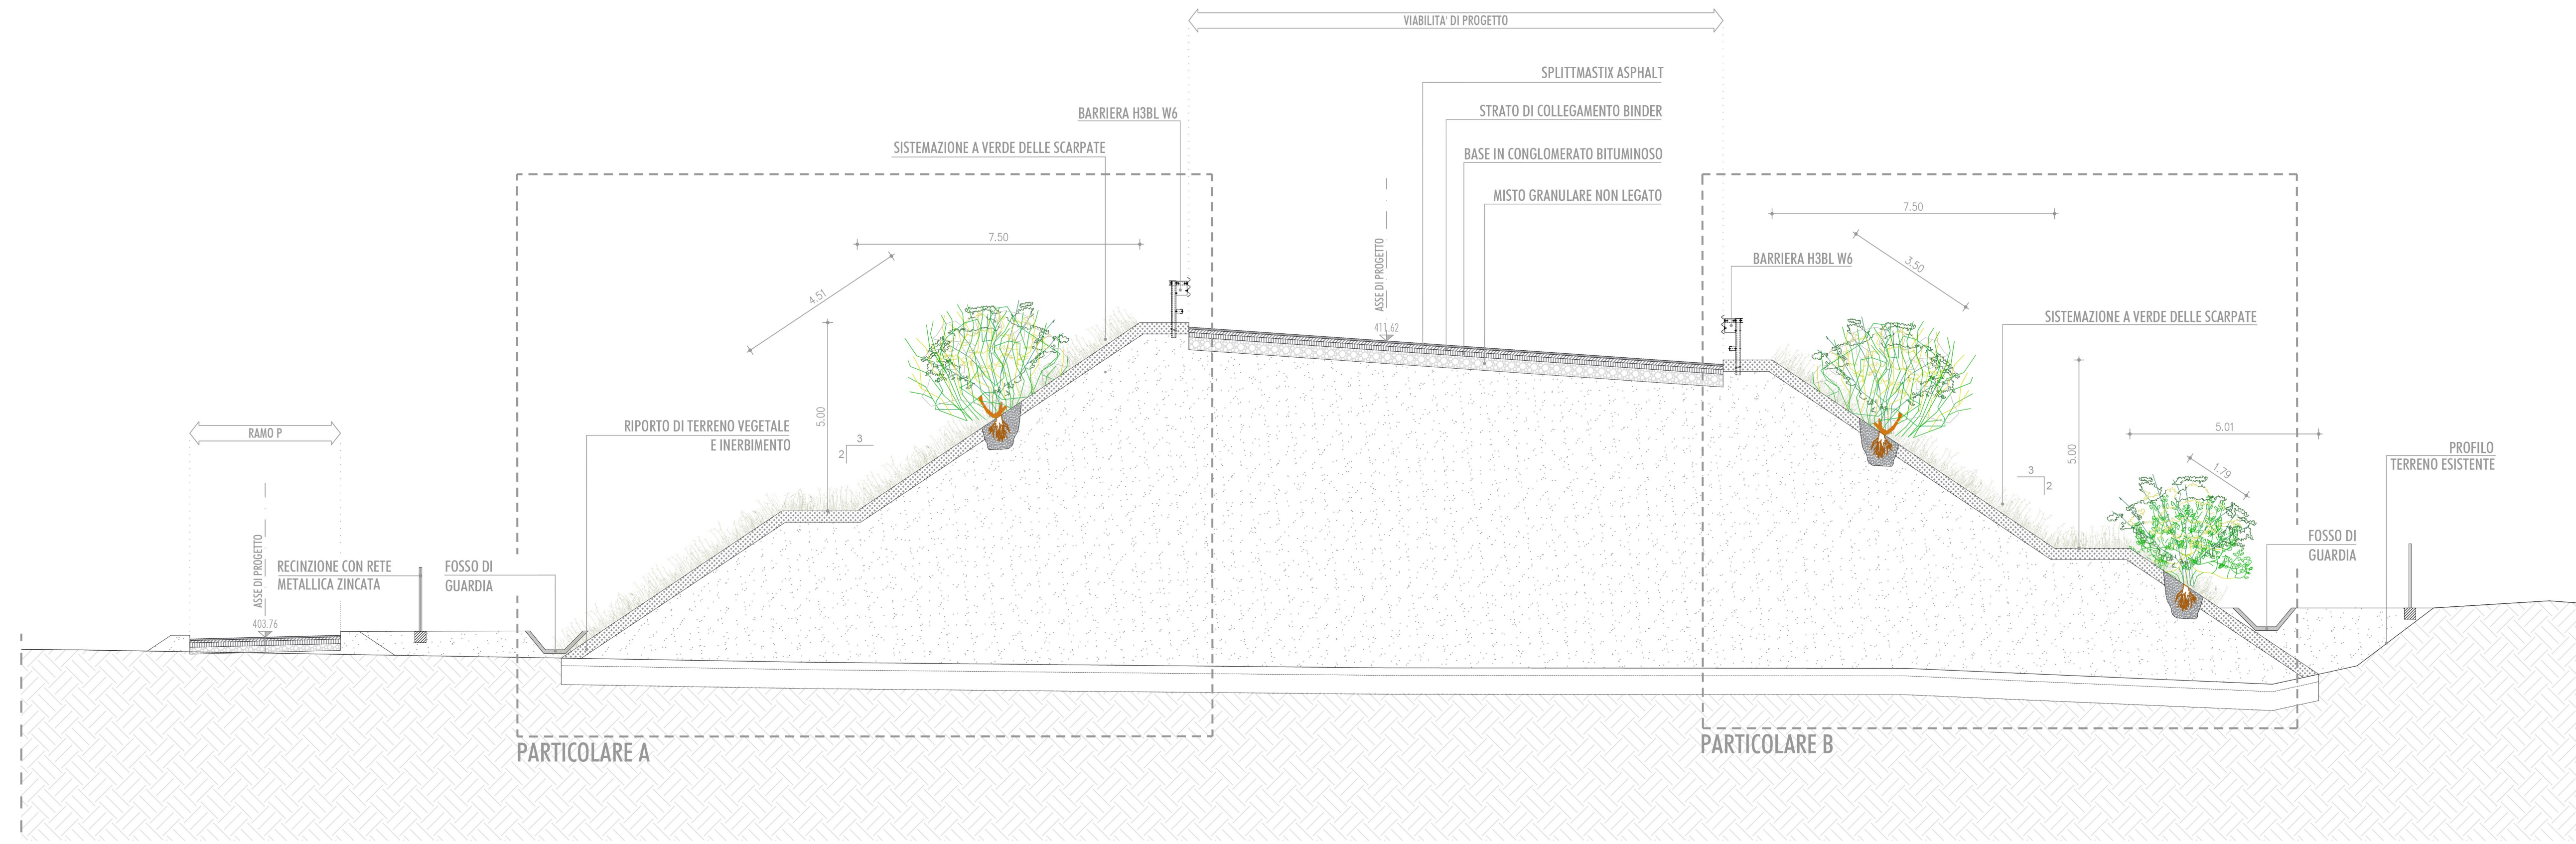 VIABILITA' DI PROGETTO
SPLITTMASTIX ASPHALT
STRATO DI COLLEGAMENTO BINDER
BASE IN CONGLOMERATO BITUMINOSO
MISTO GRANULARE NON LEGATO
BARRIERA H3BL W6
SISTEMAZIONE A VERDE DELLE SCARPATE
7.50
4.51
5.00
3
2
RIPORTO DI TERRENO VEGETALE
E INERBIMENTO
ASSE DI PROGETTO
411.62
7.50
3.50
BARRIERA H3BL W6
SISTEMAZIONE A VERDE DELLE SCARPATE
5.00
3
2
5.01
1.79
PROFILO
TERRENO ESISTENTE
FOSSO DI
GUARDIA
RAMO P
ASSE DI PROGETTO
403.76
RECINZIONE CON RETE
METALLICA ZINCATA
FOSSO DI
GUARDIA
PARTICOLARE A
PARTICOLARE B